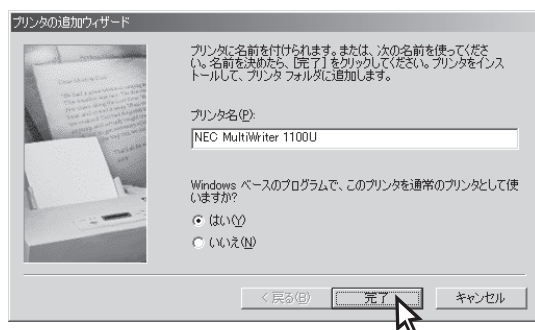 プリンタの追加ウィザード
プリンタに名前を付けられます。または、次の名前を使ってくださ
い。名前を決めたら、[完了] をクリックしてください。プリンタをインス
トールして、プリンタ フォルダに追加します。
プリンタ名(P):
NEC MultiWriter 1100U
Windows ベースのプログラムで、このプリンタを通常のプリンタとして使
いますか?
はい(Y)
いいえ(N)
< 戻る(B) 完了 キャンセル